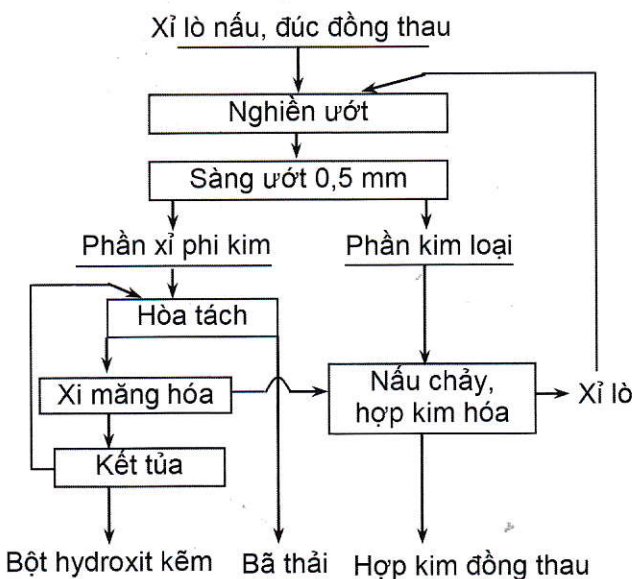 Xỉ lò nấu, đúc đồng thau
Nghiền ướt
Sàng ướt 0,5 mm
Phần xỉ phi kim
Phần kim loại
Hòa tách
Xi măng hóa
Nấu chảy,
hợp kim hóa
Xỉ lò
Kết tủa
Bột hydroxit kẽm
Bã thải
Hợp kim đồng thau